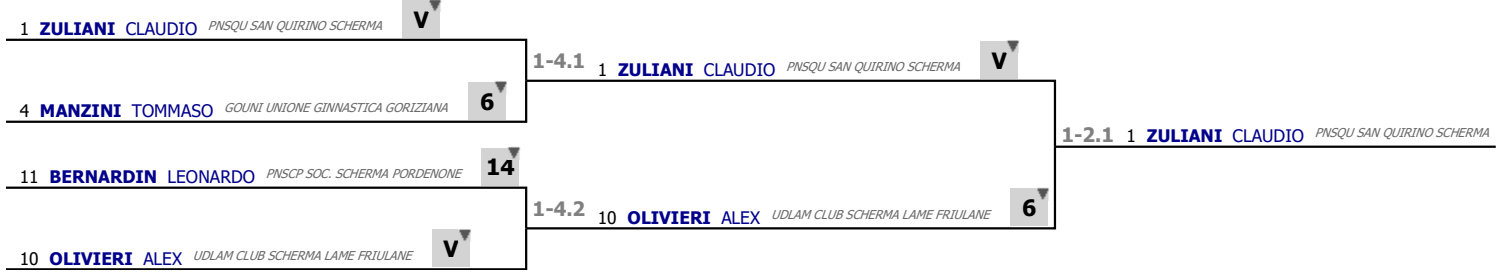 1 ZULIANI CLAUDIO PNSQU SAN QUIRINO SCHERMA V
4 MANZINI TOMMASO GOUNI UNIONE GINNASTICA GORIZIANA 6
11 BERNARDIN LEONARDO PNSCP SOC. SCHERMA PORDENONE 14
10 OLIVIERI ALEX UDLAM CLUB SCHERMA LAME FRIULANE V
1-4.1 1 ZULIANI CLAUDIO PNSQU SAN QUIRINO SCHERMA V
1-4.2 10 OLIVIERI ALEX UDLAM CLUB SCHERMA LAME FRIULANE 6
1-2.1 1 ZULIANI CLAUDIO PNSQU SAN QUIRINO SCHERMA